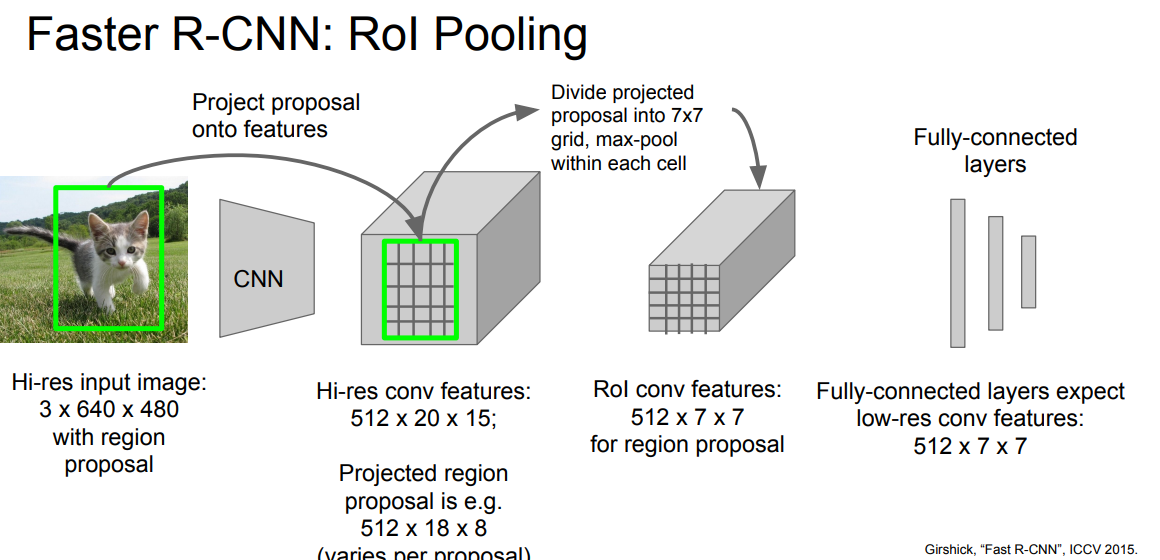 Faster R-CNN: RoI Pooling
Project proposal
onto features
Divide projected
proposal into 7x7
grid, max-pool
within each cell
Fully-connected
layers
CNN
Hi-res input image:
3 x 640 x 480
with region
proposal
Hi-res conv features:
512 x 20 x 15;
Projected region
proposal is e.g.
512 x 18 x 8
(varies per proposal)
RoI conv features:
512 x 7 x 7
for region proposal
Fully-connected layers expect
low-res conv features:
512 x 7 x 7
Girshick, “Fast R-CNN”, ICCV 2015.